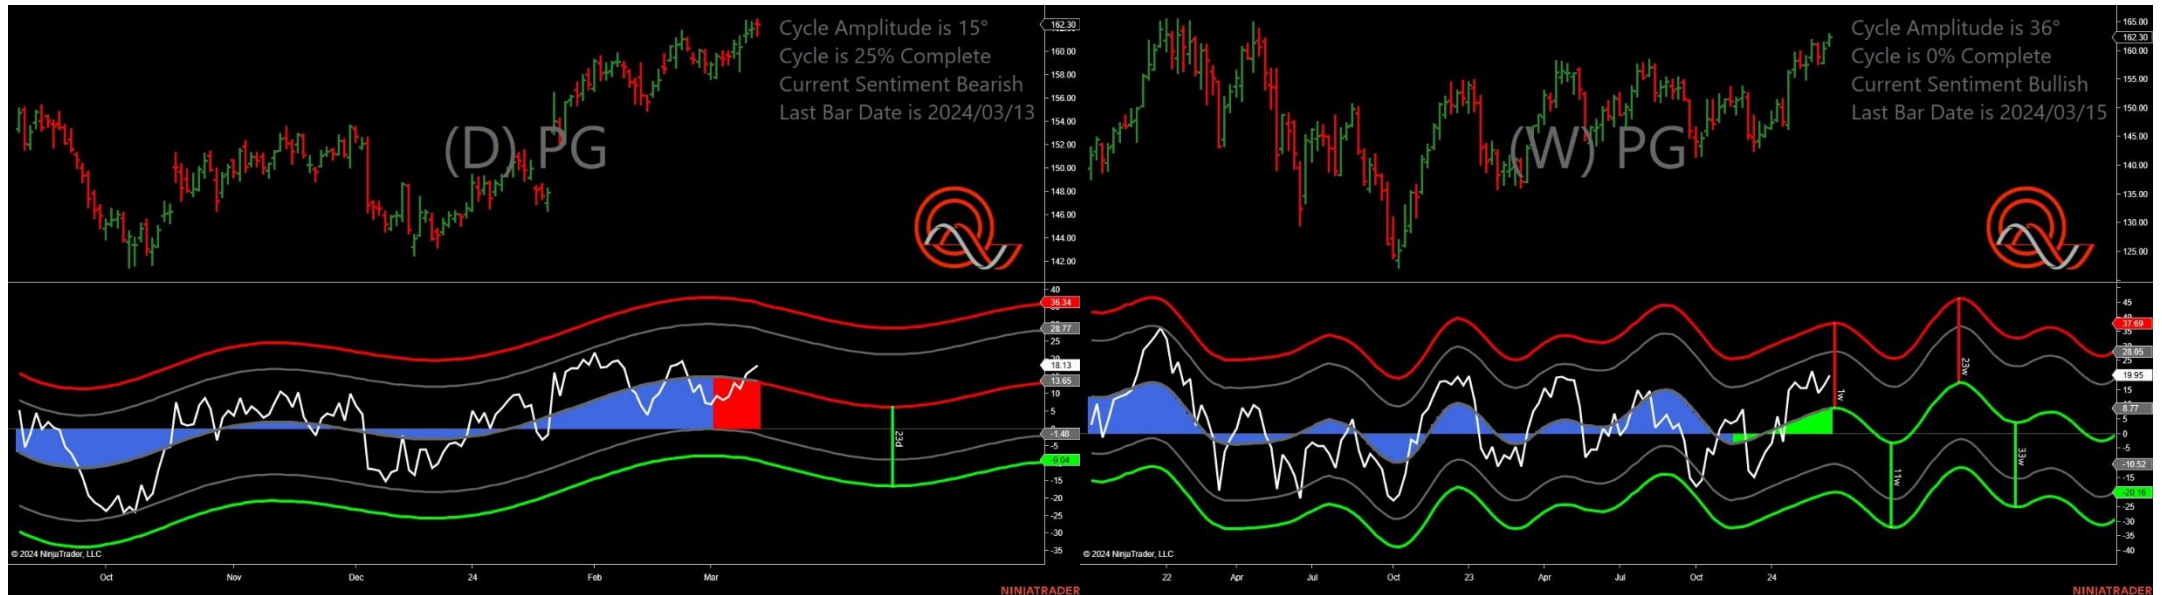 Cycle Amplitude is 15°
Cycle is 25% Complete
Current Sentiment Bearish
Last Bar Date is 2024/03/13
(D) PG
162.30
160.00
158.00
156.00
154.00
152.00
150.00
148.00
146.00
144.00
142.00
40
36.34
28.77
25
20
18.13
13.65
10
5
0
-1.48
-5
-9.04
-15
-20
-25
-30
-35
23d
© 2024 NinjaTrader, LLC
Oct
Nov
Dec
24
Feb
Mar
NINJATRADER
Cycle Amplitude is 36°
Cycle is 0% Complete
Current Sentiment Bullish
Last Bar Date is 2024/03/15
(W) PG
165.00
162.30
160.00
155.00
150.00
145.00
140.00
135.00
130.00
125.00
45
40
37.69
35
28.05
25
19.95
15
8.77
5
0
-5
-10.52
-15
-20.16
-25
-30
-35
-40
1w
11w
23w
33w
© 2024 NinjaTrader, LLC
22
Apr
Jul
Oct
23
Apr
Jul
Oct
24
NINJATRADER